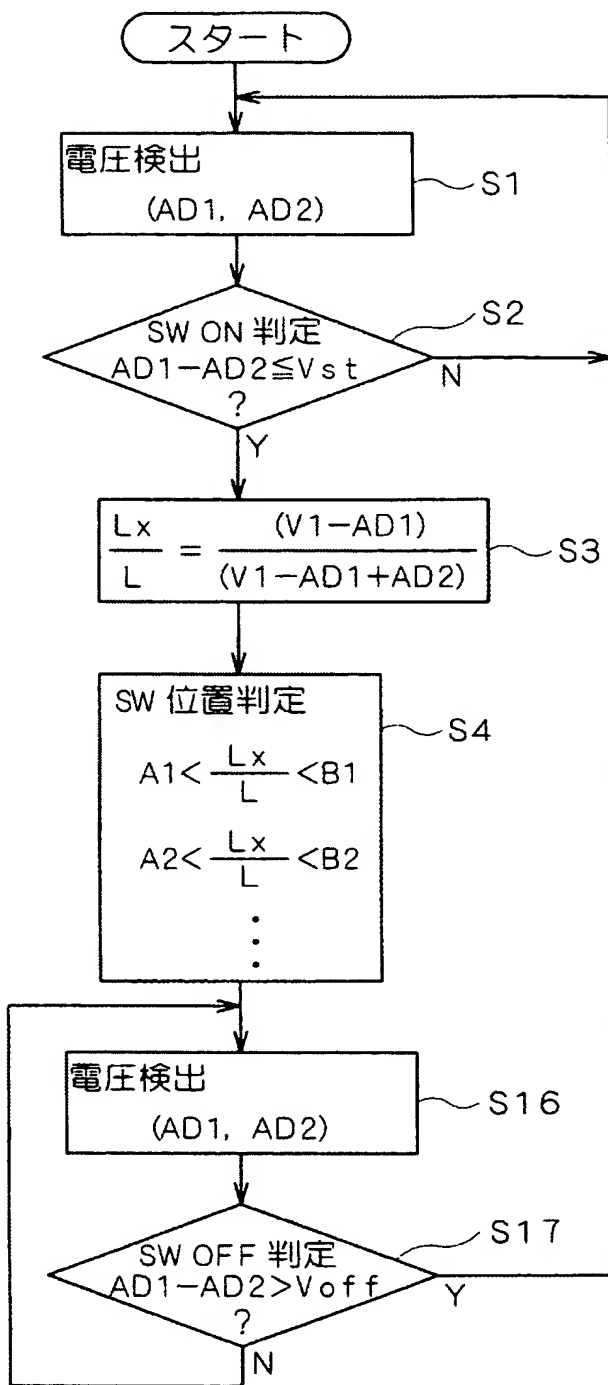 スタート
電圧検出
(AD1, AD2)
S1
SW ON 判定
AD1−AD2≦Vst
?
S2
N
Y
Lx/L = (V1−AD1)/(V1−AD1+AD2)
S3
SW 位置判定
A1< Lx/L <B1
A2< Lx/L <B2
⋮
S4
電圧検出
(AD1, AD2)
S16
SW OFF 判定
AD1−AD2>Voff
?
S17
Y
N